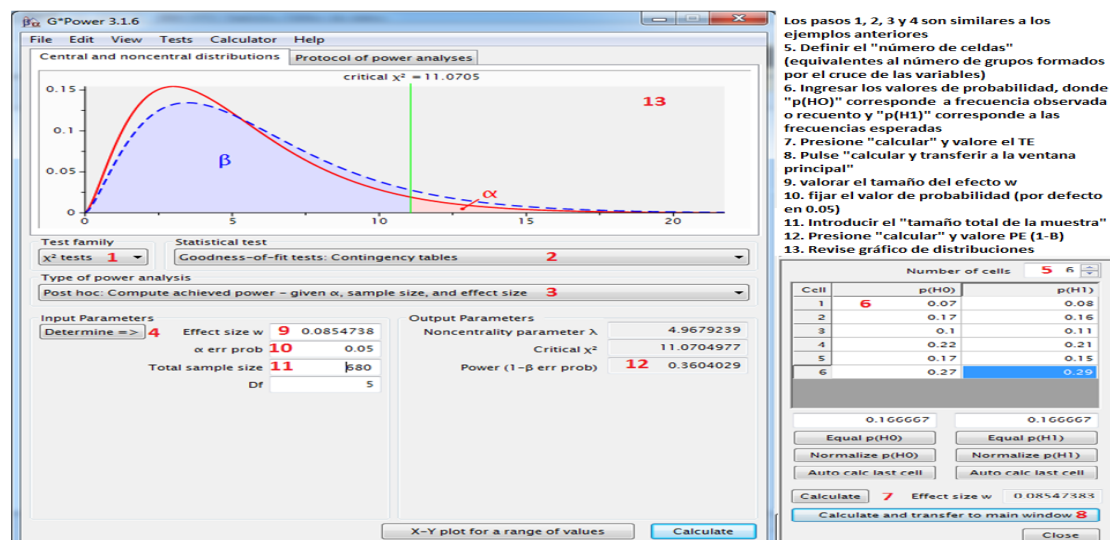 G*Power 3.1.6
File Edit View Tests Calculator Help
Central and noncentral distributions Protocol of power analyses
critical χ² = 11.0705
13
0.15
0.1
0.05
0
β
α
0 5 10 15 20
Test family Statistical test
χ² tests 1 Goodness-of-fit tests: Contingency tables 2
Type of power analysis
Post hoc: Compute achieved power – given α, sample size, and effect size 3
Input Parameters
Determine => 4 Effect size w 9 0.0854738
α err prob 10 0.05
Total sample size 11 680
Df 5
Output Parameters
Noncentrality parameter λ 4.9679239
Critical χ² 11.0704977
Power (1-β err prob) 12 0.3604029
X-Y plot for a range of values Calculate
Los pasos 1, 2, 3 y 4 son similares a los
ejemplos anteriores
5. Definir el "número de celdas"
(equivalentes al número de grupos formados
por el cruce de las variables)
6. Ingresar los valores de probabilidad, donde
"p(HO)" corresponde a frecuencia observada
o recuento y "p(H1)" corresponde a las
frecuencias esperadas
7. Presione "calcular" y valore el TE
8. Pulse "calcular y transferir a la ventana
principal"
9. valorar el tamaño del efecto w
10. fijar el valor de probabilidad (por defecto
en 0.05)
11. Introducir el "tamaño total de la muestra"
12. Presione "calcular" y valore PE (1-B)
13. Revise gráfico de distribuciones
Number of cells 5 6
Cell p(H0) p(H1)
1 6 0.07 0.08
2 0.17 0.16
3 0.1 0.11
4 0.22 0.21
5 0.17 0.15
6 0.27 0.29
0.166667 0.166667
Equal p(H0) Equal p(H1)
Normalize p(H0) Normalize p(H1)
Auto calc last cell Auto calc last cell
Calculate 7 Effect size w 0.08547383
Calculate and transfer to main window 8
Close